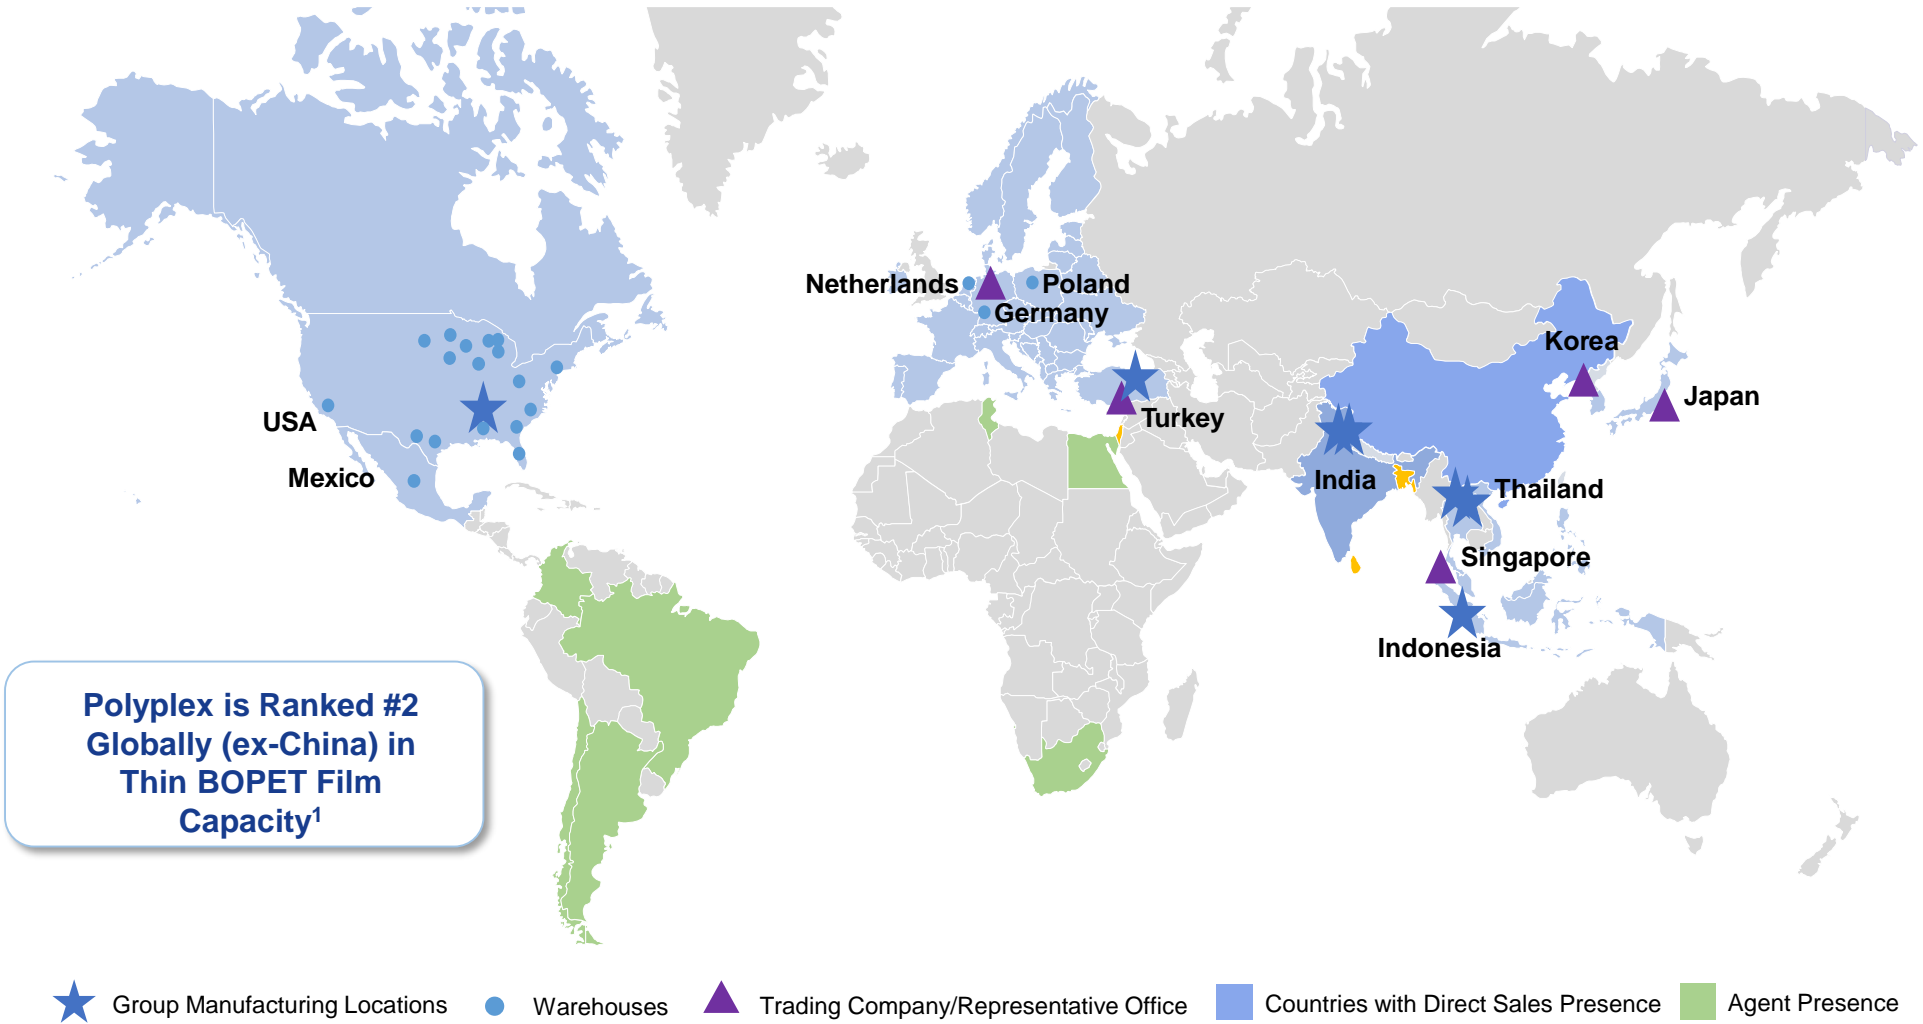 Netherlands
Poland
Germany
Korea
USA
Turkey
Japan
Mexico
India
Thailand
Singapore
Indonesia
Polyplex is Ranked #2
Globally (ex-China) in
Thin BOPET Film
Capacity¹
Group Manufacturing Locations
Warehouses
Trading Company/Representative Office
Countries with Direct Sales Presence
Agent Presence